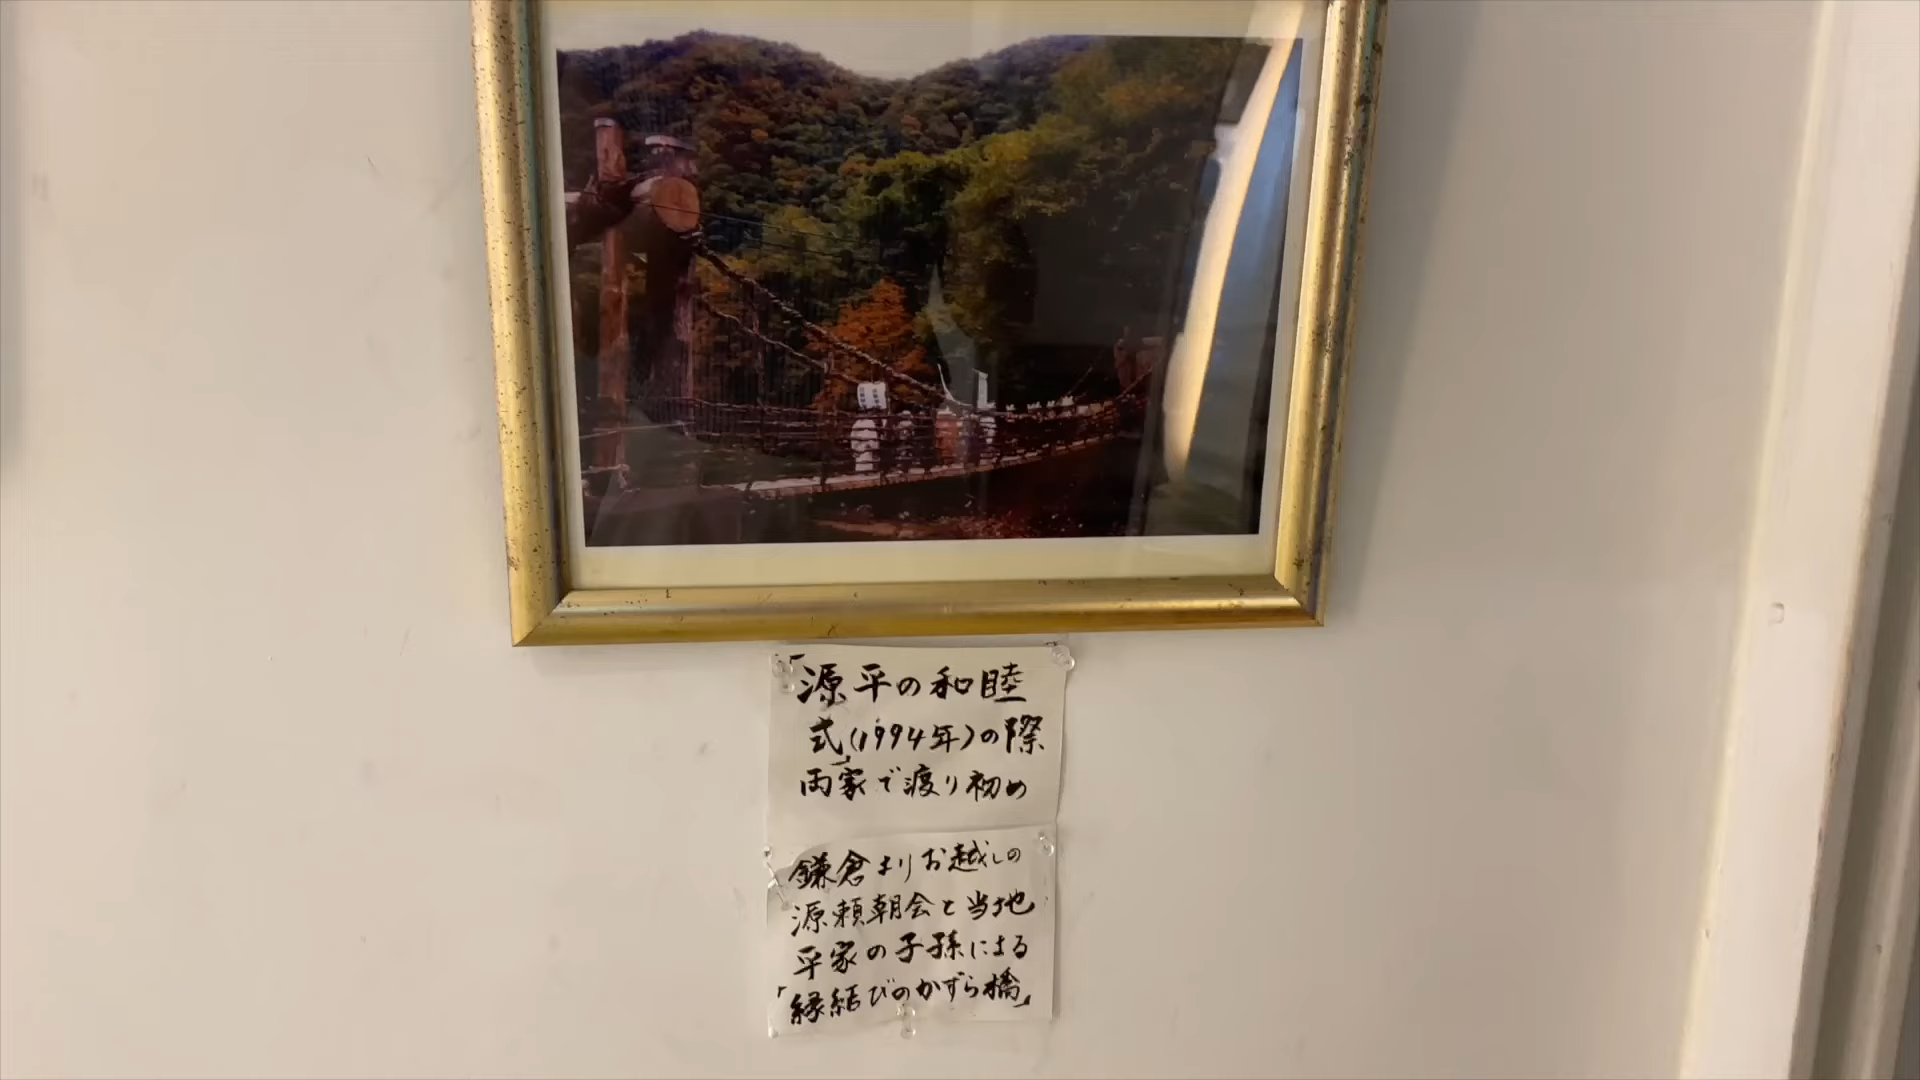 「源平の和睦
式」(1994年)の際
両家で渡り初め
鎌倉よりお越しの
源頼朝会と当地
平家の子孫による
「縁結びのかずら橋」